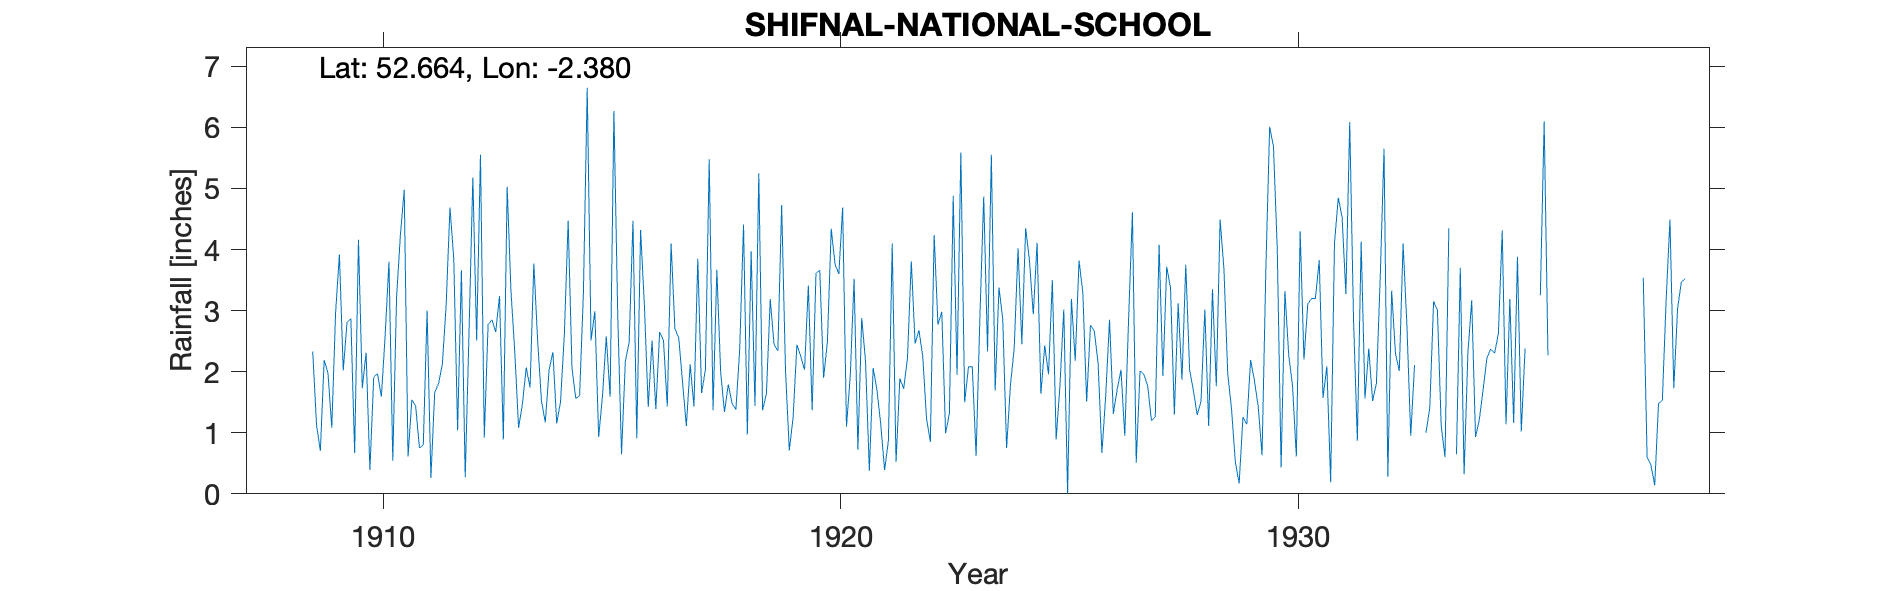 SHIFNAL-NATIONAL-SCHOOL
Lat: 52.664, Lon: -2.380
7
6
5
4
3
2
1
0
Rainfall [inches]
1910 1920 1930
Year